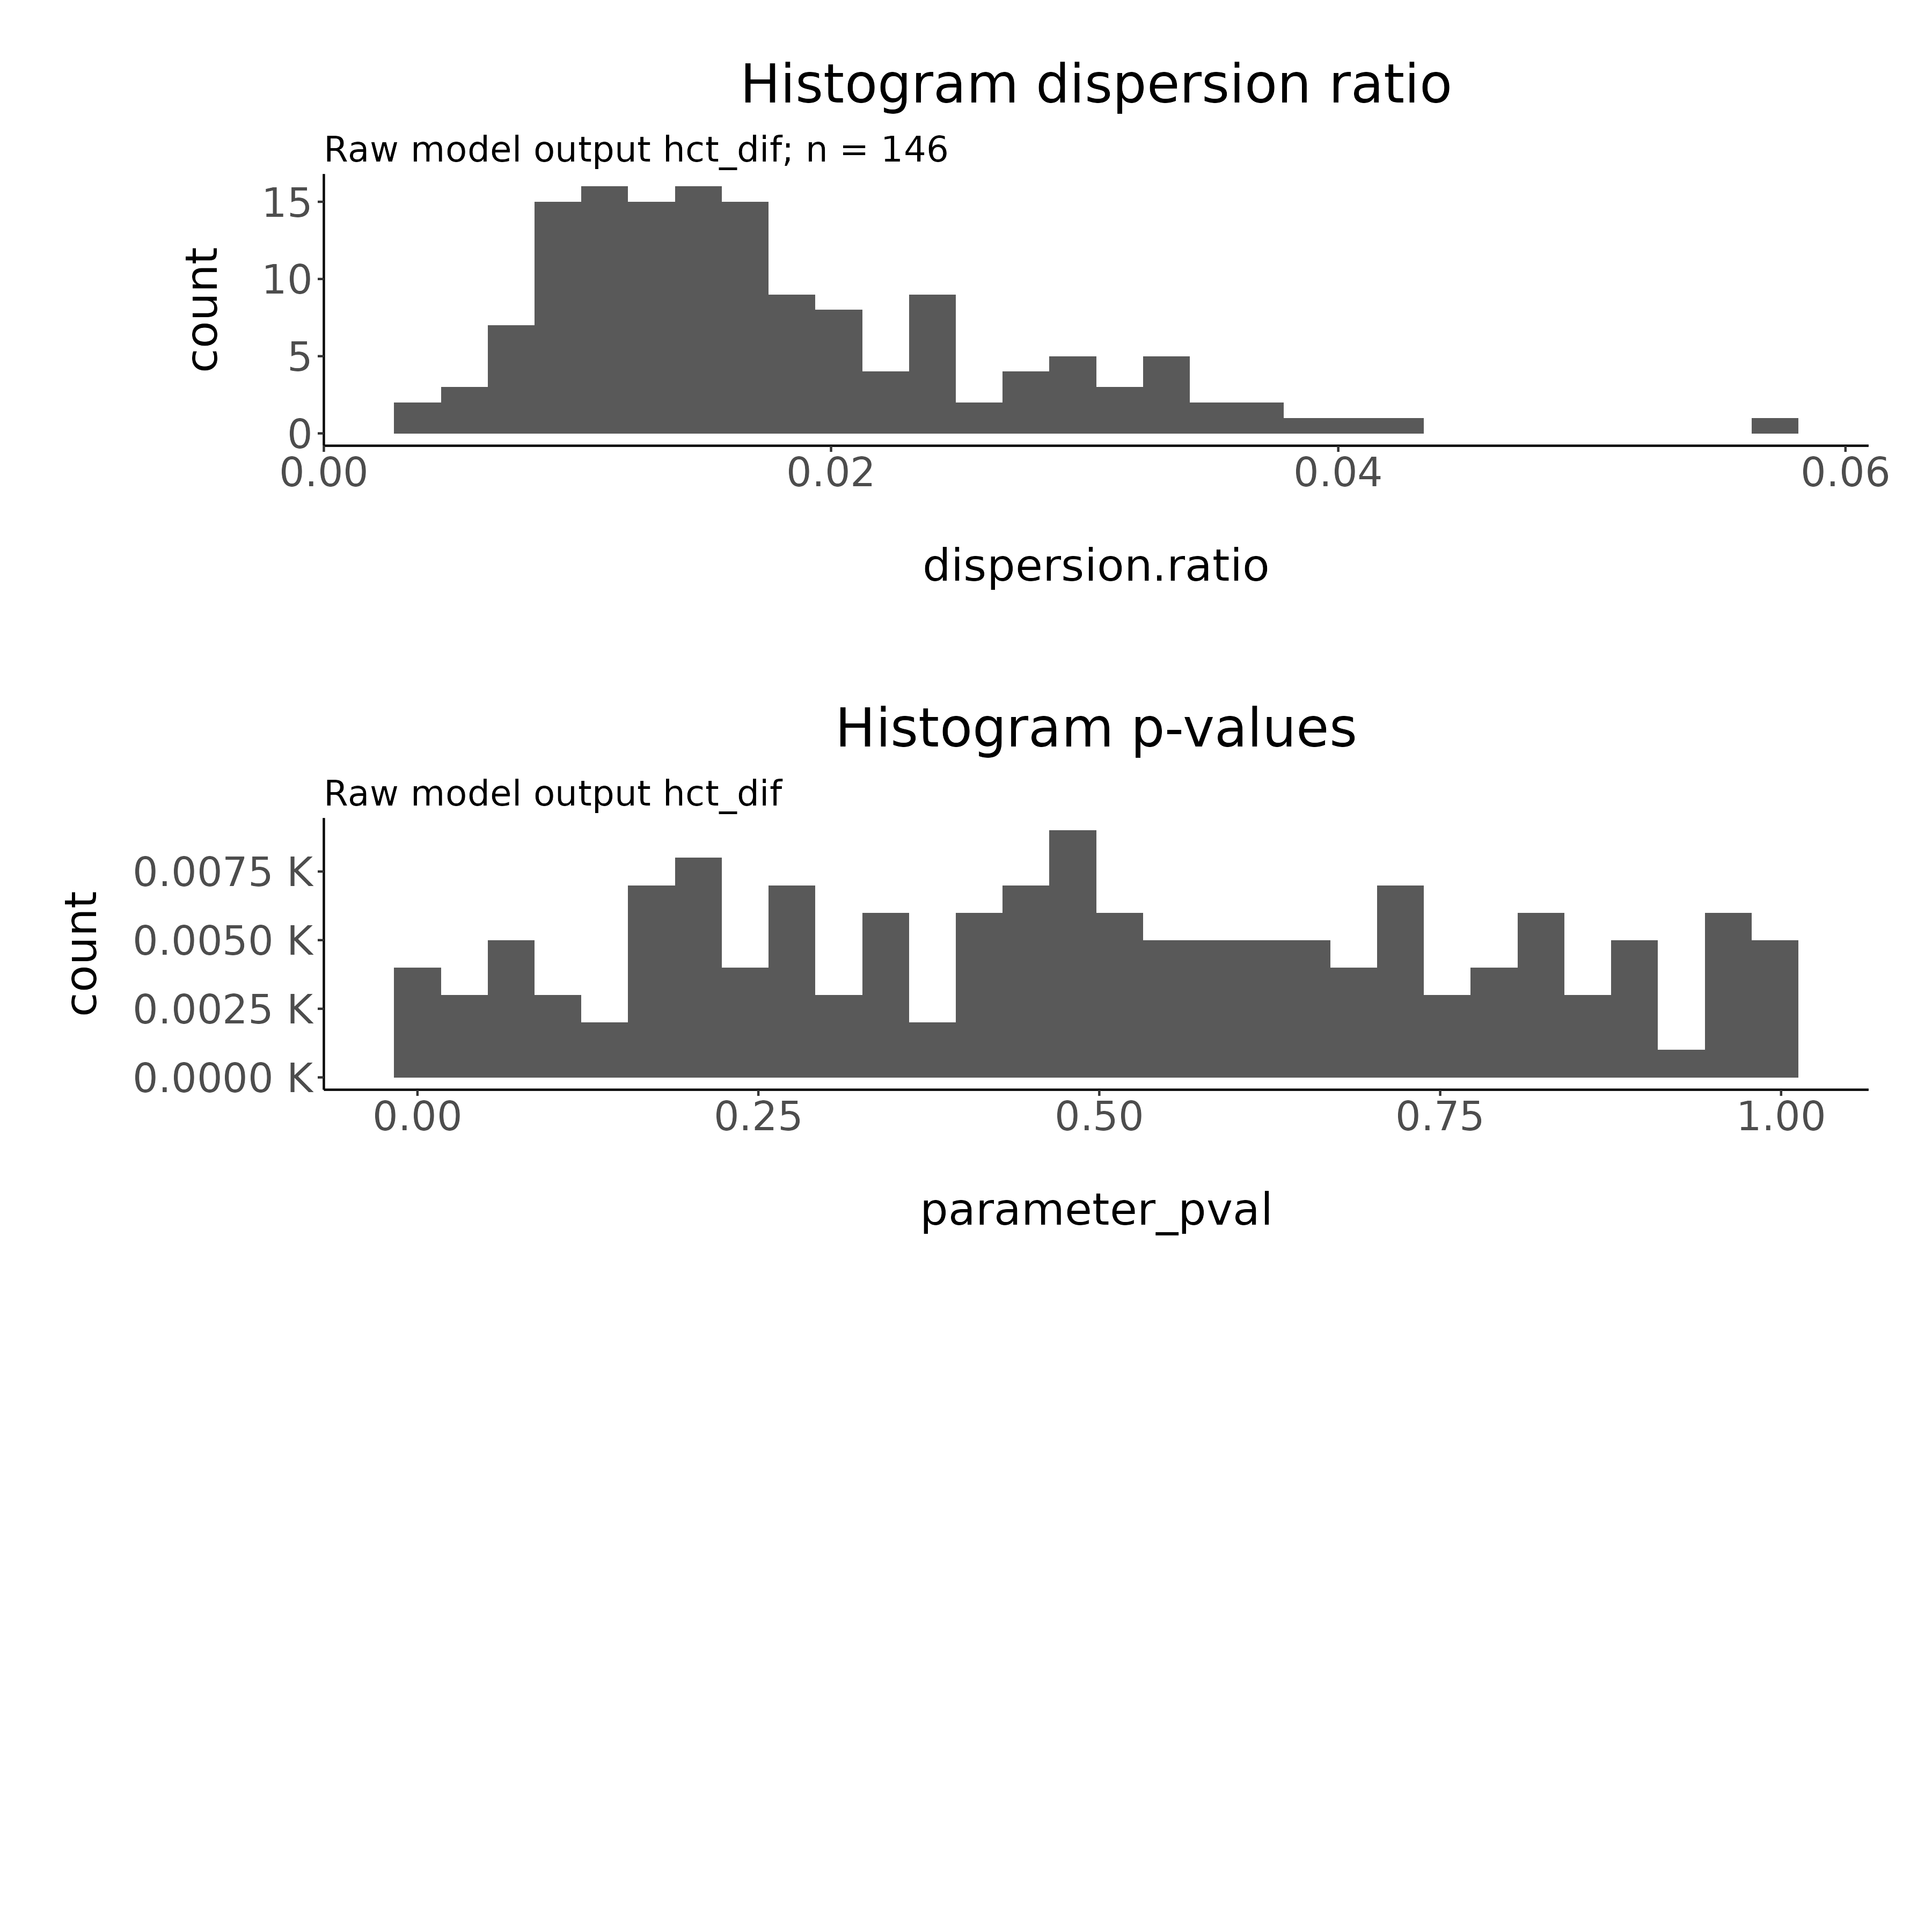 Histogram dispersion ratio
Raw model output hct_dif; n = 146
count
15
10
5
0
0.00 0.02 0.04 0.06
dispersion.ratio
Histogram p-values
Raw model output hct_dif
count
0.0075 K
0.0050 K
0.0025 K
0.0000 K
0.00 0.25 0.50 0.75 1.00
parameter_pval